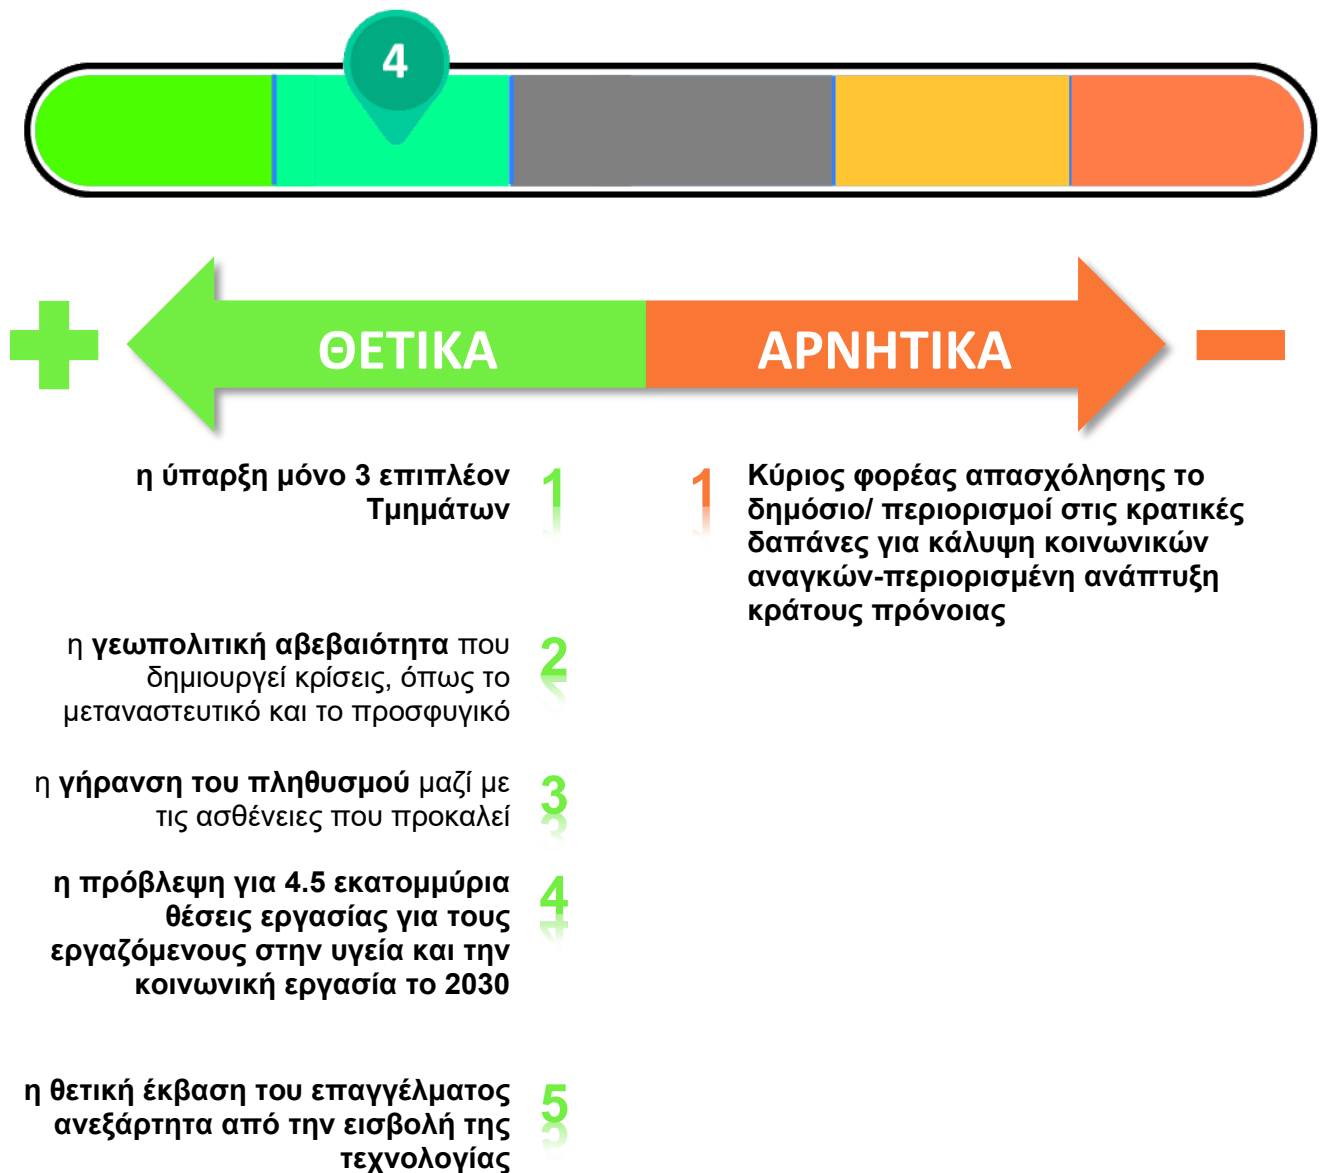 4
ΘΕΤΙΚΑ
ΑΡΝΗΤΙΚΑ
η ύπαρξη μόνο 3 επιπλέον
Τμημάτων
1
η γεωπολιτική αβεβαιότητα που
δημιουργεί κρίσεις, όπως το
μεταναστευτικό και το προσφυγικό
2
η γήρανση του πληθυσμού μαζί με
τις ασθένειες που προκαλεί
3
η πρόβλεψη για 4.5 εκατομμύρια
θέσεις εργασίας για τους
εργαζόμενους στην υγεία και την
κοινωνική εργασία το 2030
4
η θετική έκβαση του επαγγέλματος
ανεξάρτητα από την εισβολή της
τεχνολογίας
5
1
Κύριος φορέας απασχόλησης το
δημόσιο/ περιορισμοί στις κρατικές
δαπάνες για κάλυψη κοινωνικών
αναγκών-περιορισμένη ανάπτυξη
κράτους πρόνοιας